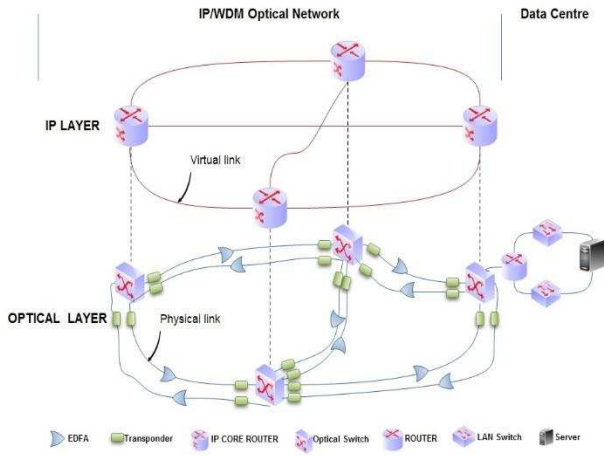 IP/WDM Optical Network
Data Centre
IP LAYER
Virtual link
OPTICAL LAYER
Physical link
EDFA
Transponder
IP CORE ROUTER
Optical Switch
ROUTER
LAN Switch
Server